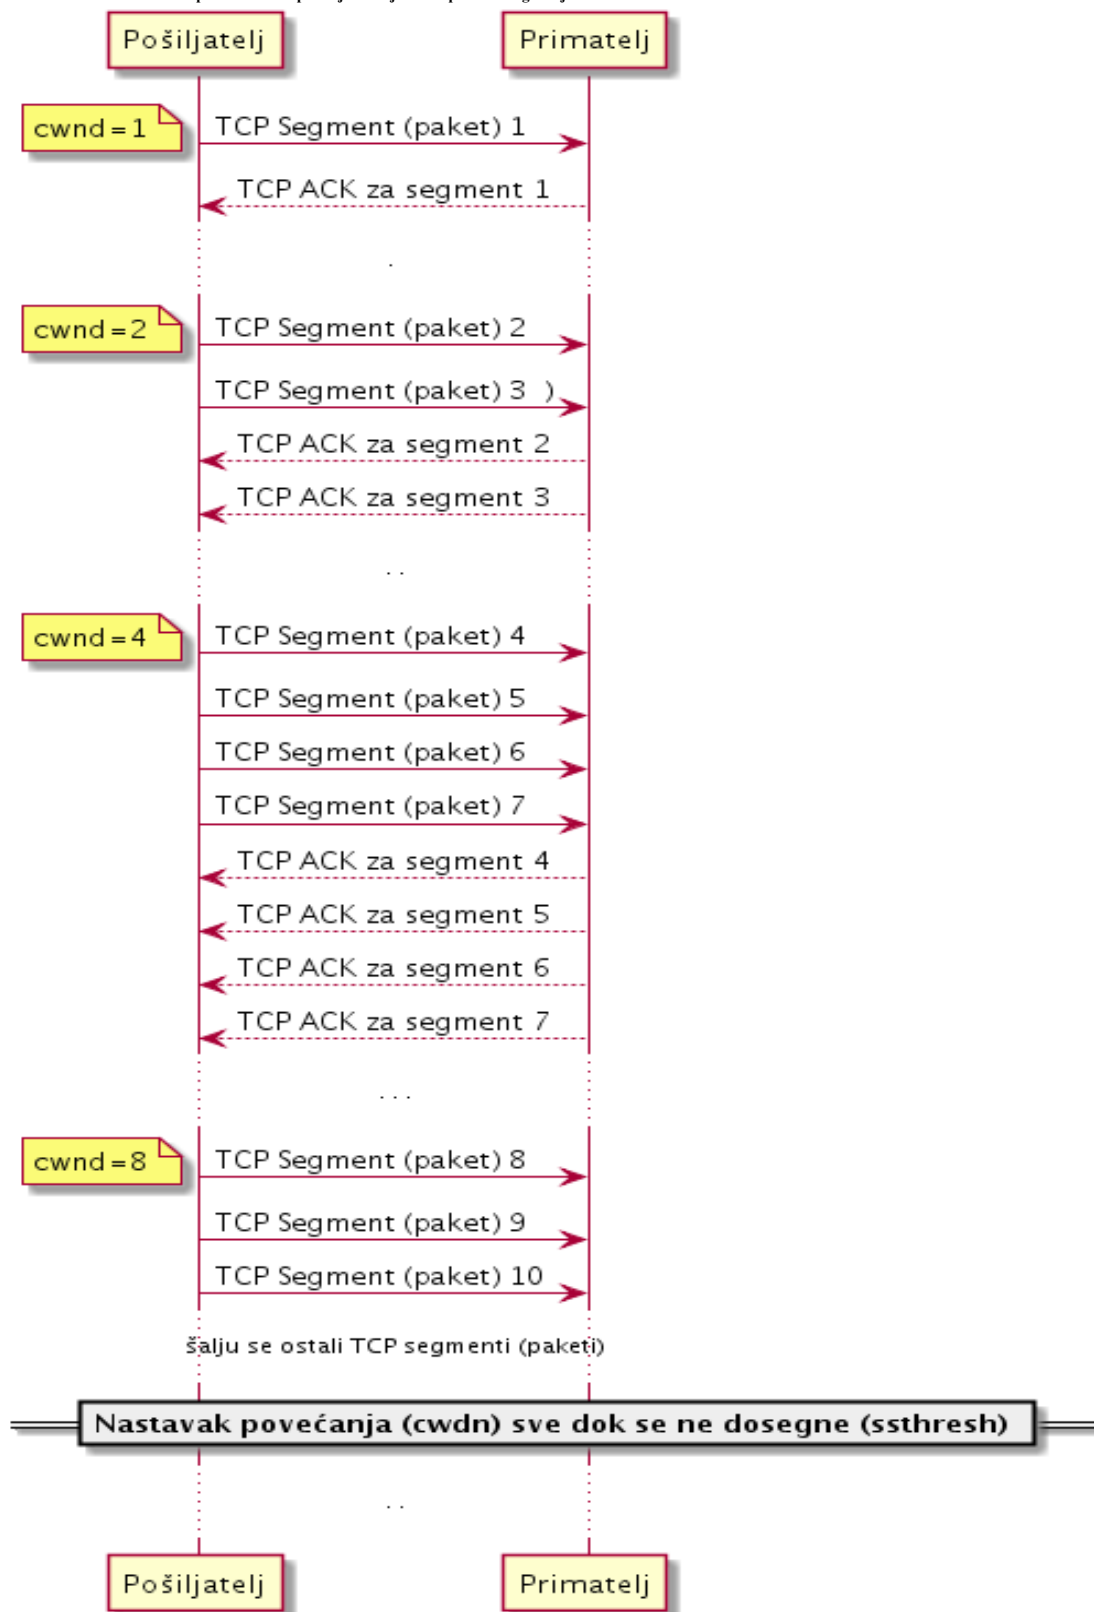 Pošiljatelj Primatelj
cwnd=1
TCP Segment (paket) 1
TCP ACK za segment 1
.
cwnd=2
TCP Segment (paket) 2
TCP Segment (paket) 3 )
TCP ACK za segment 2
TCP ACK za segment 3
. .
cwnd=4
TCP Segment (paket) 4
TCP Segment (paket) 5
TCP Segment (paket) 6
TCP Segment (paket) 7
TCP ACK za segment 4
TCP ACK za segment 5
TCP ACK za segment 6
TCP ACK za segment 7
. . .
cwnd=8
TCP Segment (paket) 8
TCP Segment (paket) 9
TCP Segment (paket) 10
šalju se ostali TCP segmenti (paketi)
Nastavak povećanja (cwdn) sve dok se ne dosegne (ssthresh)
. .
Pošiljatelj Primatelj